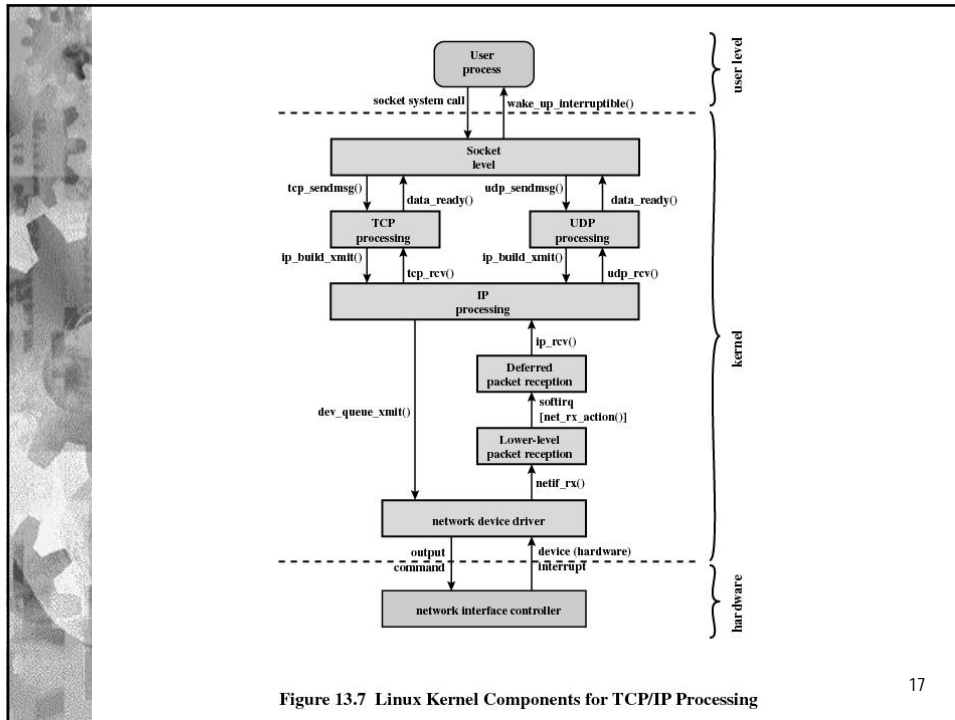 User
process
user level
socket system call
wake_up_interruptible()
Socket
level
tcp_sendmsg()
data_ready()
udp_sendmsg()
data_ready()
TCP
processing
UDP
processing
ip_build_xmit()
tcp_rcv()
ip_build_xmit()
udp_rcv()
IP
processing
kernel
ip_rcv()
Deferred
packet reception
dev_queue_xmit()
softirq
[net_rx_action()]
Lower-level
packet reception
netif_rx()
network device driver
output
command
device (hardware)
interrupt
network interface controller
hardware
Figure 13.7 Linux Kernel Components for TCP/IP Processing
17